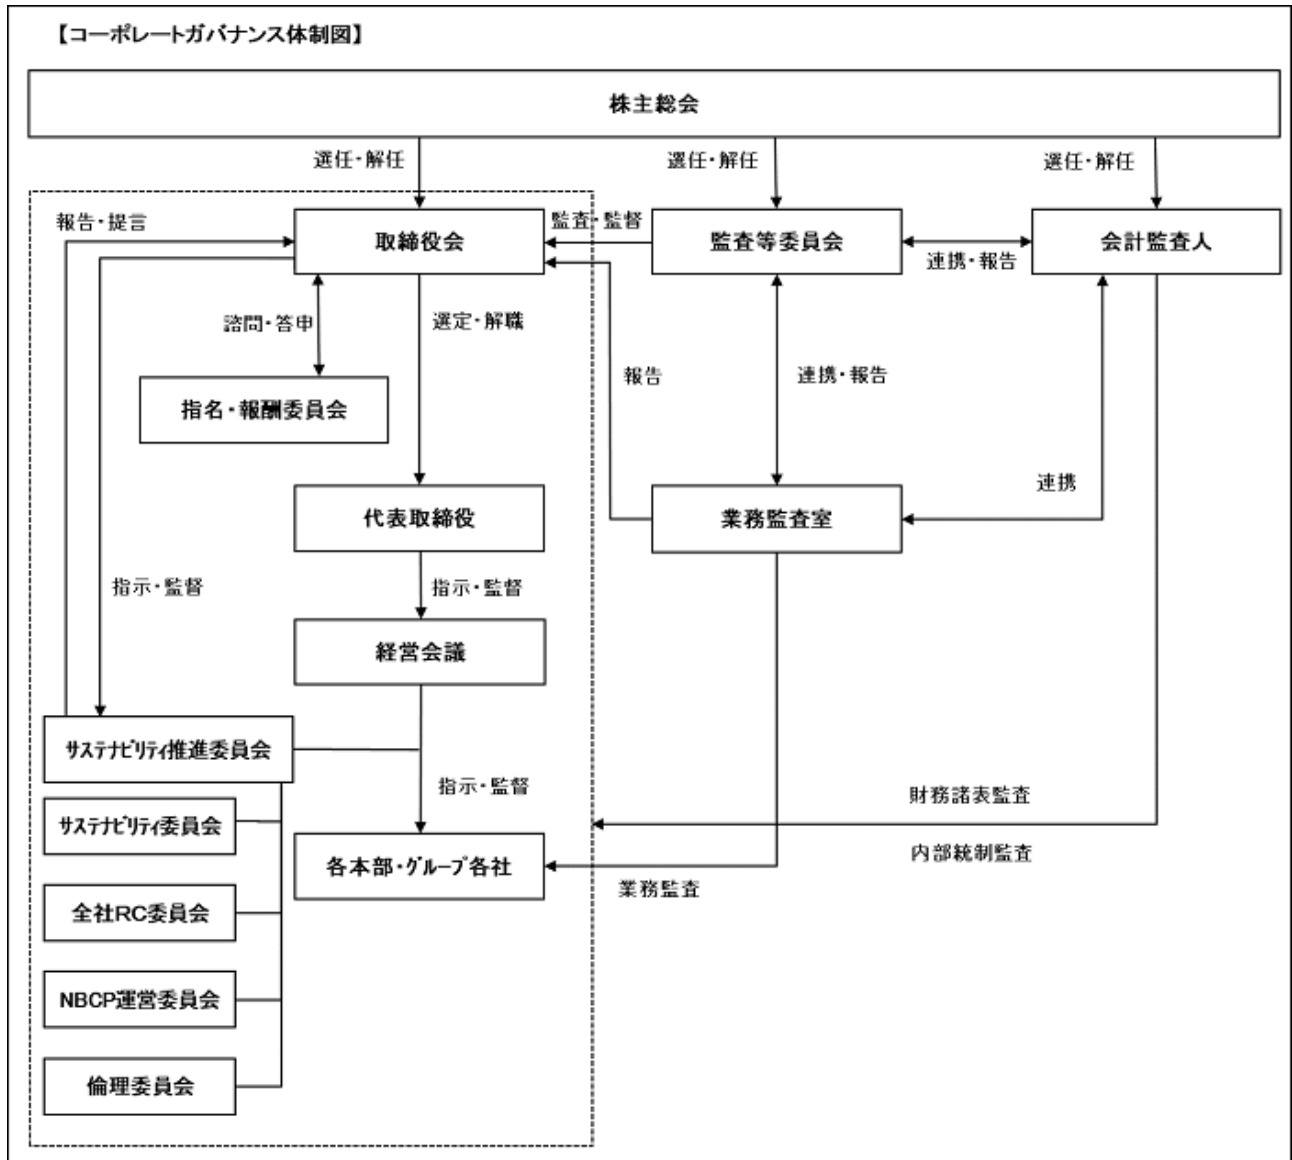 【コーポレートガバナンス体制図】
株主総会
選任・解任
選任・解任
選任・解任
報告・提言
取締役会
監査・監督
監査等委員会
連携・報告
会計監査人
諮問・答申
選定・解職
報告
連携・報告
指名・報酬委員会
代表取締役
業務監査室
連携
指示・監督
指示・監督
経営会議
ｻｽﾃﾅﾋﾞﾘﾃｨ推進委員会
指示・監督
財務諸表監査
ｻｽﾃﾅﾋﾞﾘﾃｨ委員会
各本部・ｸﾞﾙｰﾌﾟ各社
内部統制監査
業務監査
全社RC委員会
NBCP運営委員会
倫理委員会